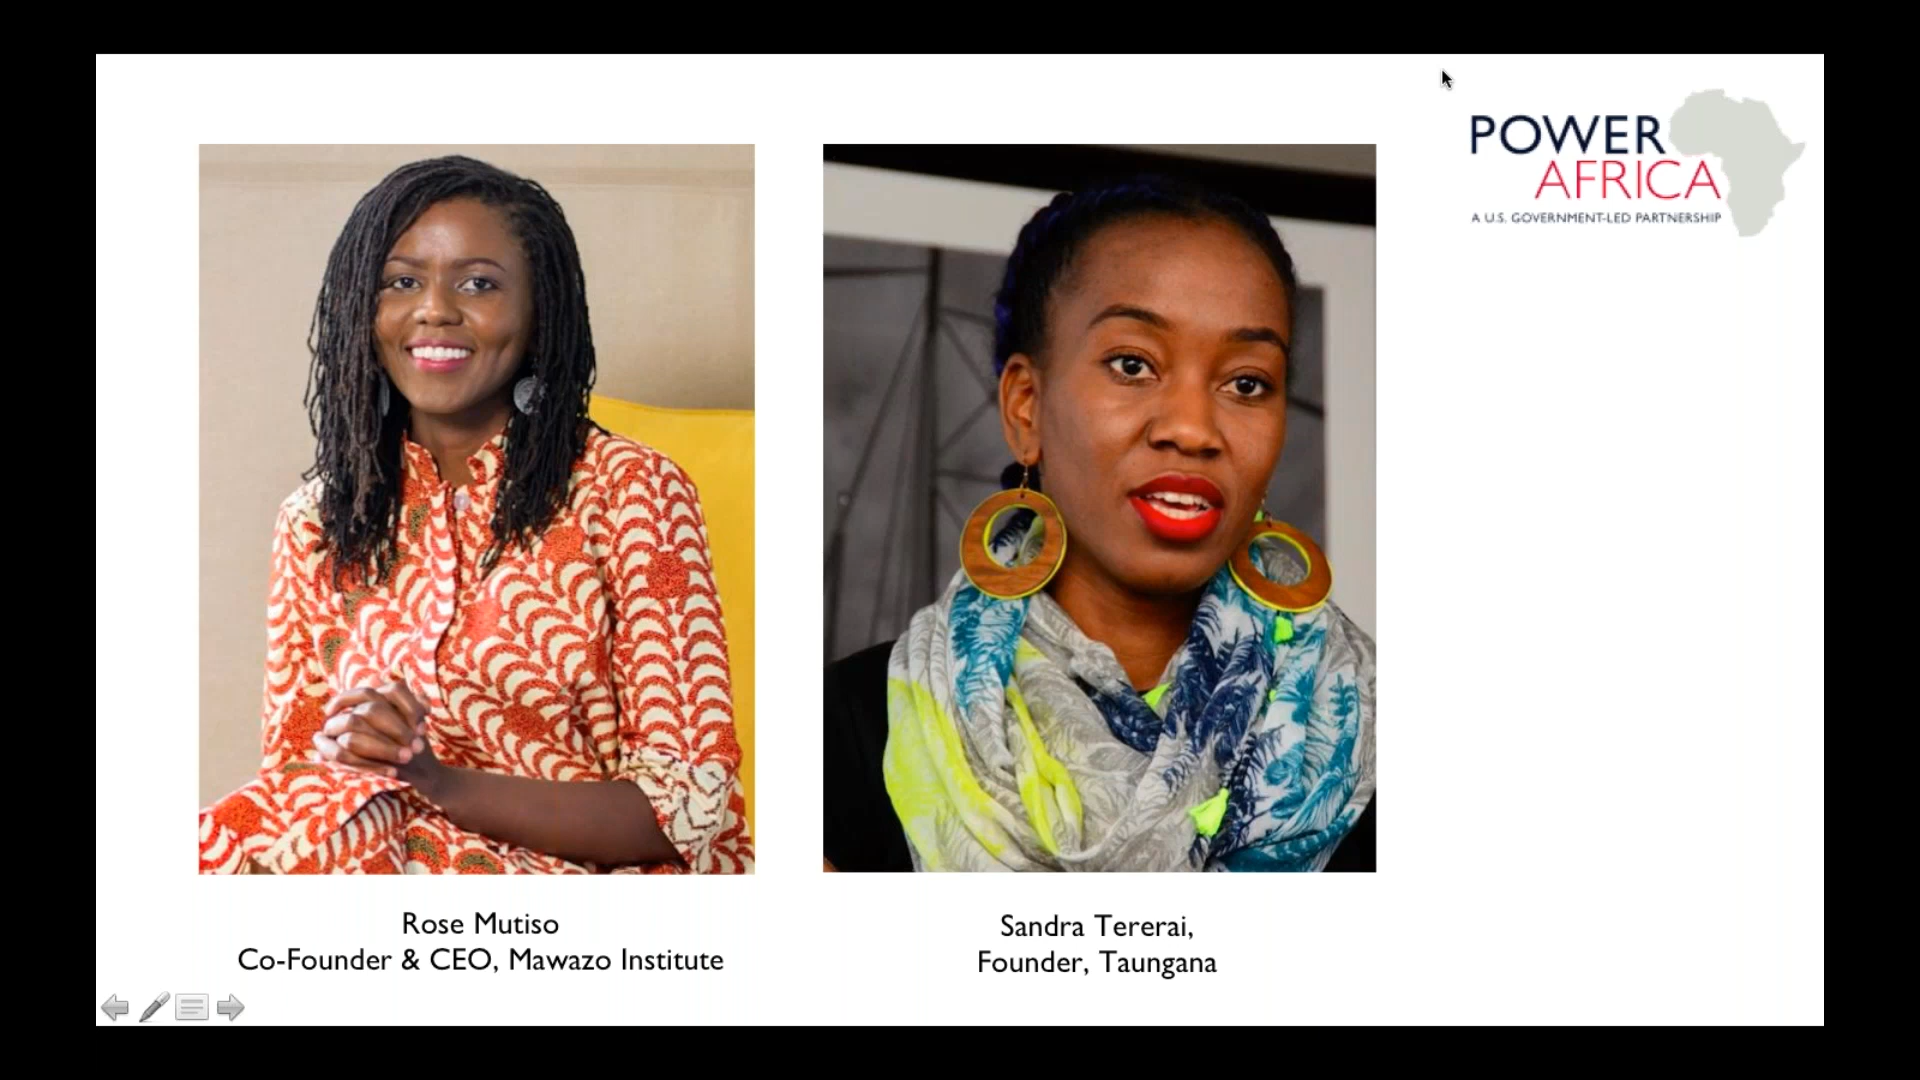 POWER
AFRICA
A U.S. GOVERNMENT-LED PARTNERSHIP
Rose Mutiso
Co-Founder & CEO, Mawazo Institute
Sandra Tererai,
Founder, Taungana